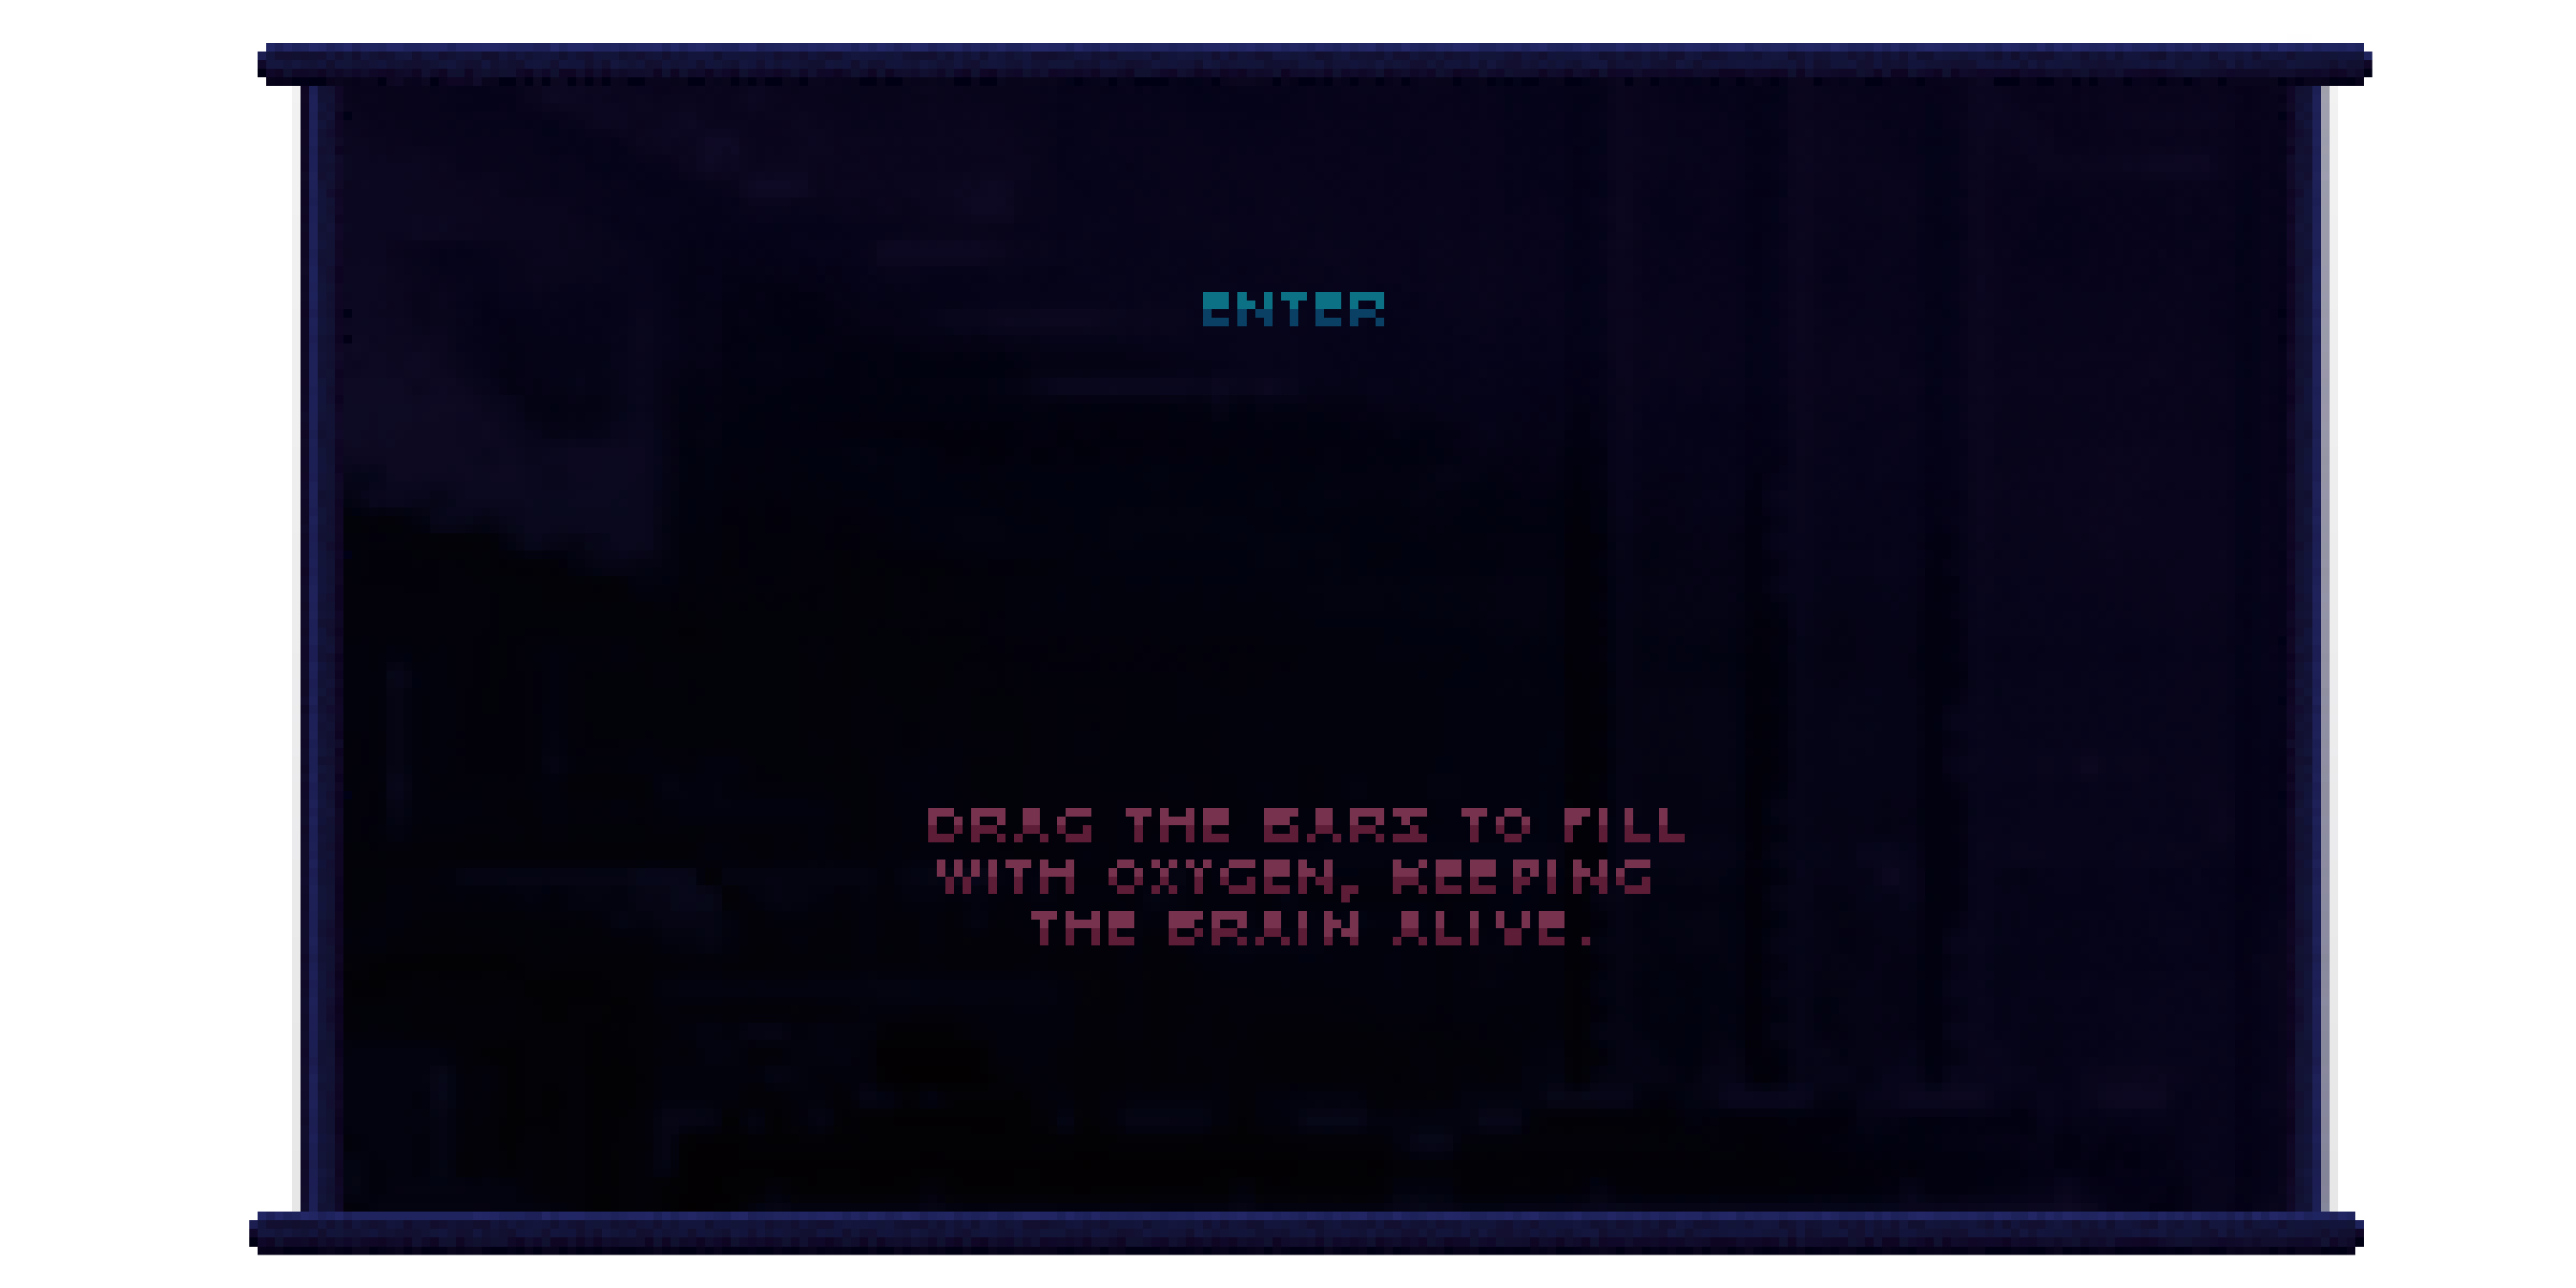 ENTER
DRAG THE BARS TO FILL
WITH OXYGEN, KEEPING
THE BRAIN ALIVE.